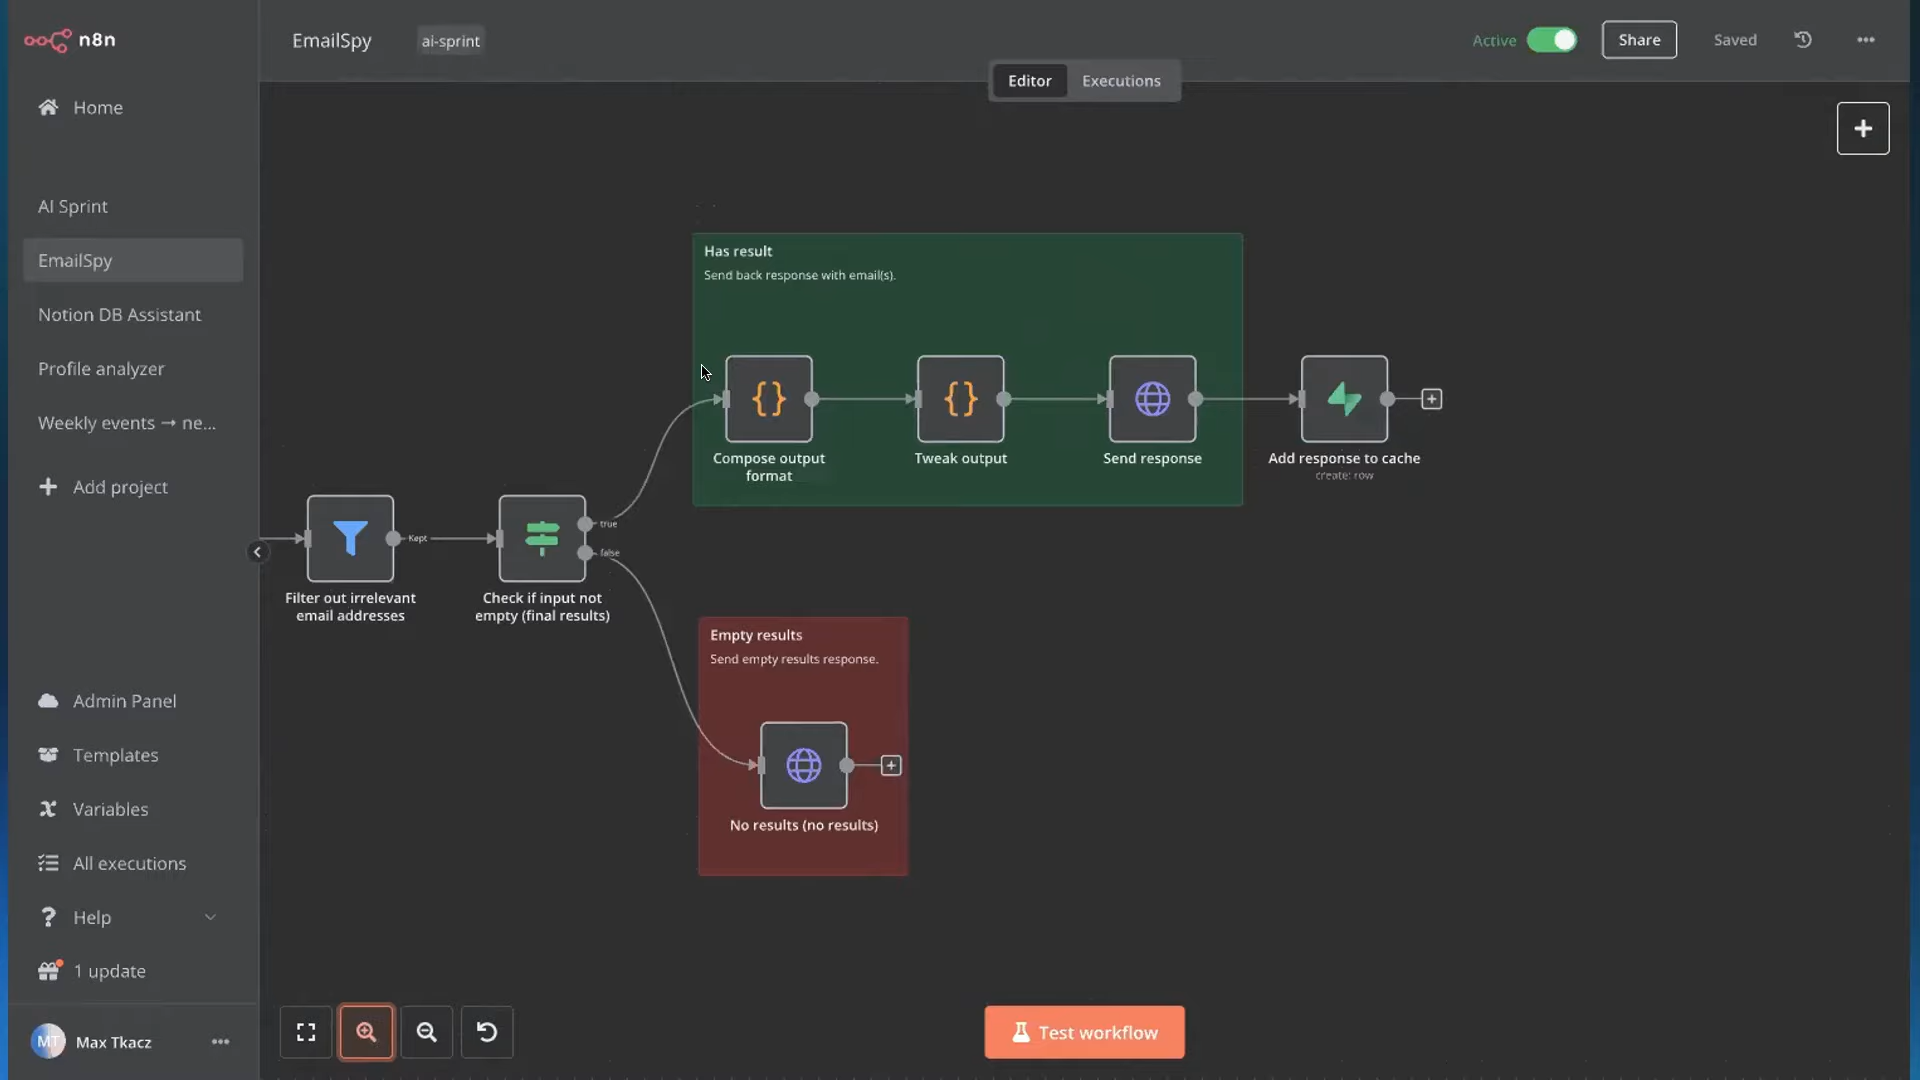 n8n
EmailSpy
ai-sprint
Active
Share
Saved
Editor
Executions
Home
AI Sprint
EmailSpy
Notion DB Assistant
Profile analyzer
Weekly events → ne...
Add project
Has result
Send back response with email(s).
Compose output
format
Tweak output
Send response
Add response to cache
create: row
Kept
true
false
Filter out irrelevant
email addresses
Check if input not
empty (final results)
Empty results
Send empty results response.
No results (no results)
Admin Panel
Templates
Variables
All executions
Help
1 update
MT
Max Tkacz
Test workflow